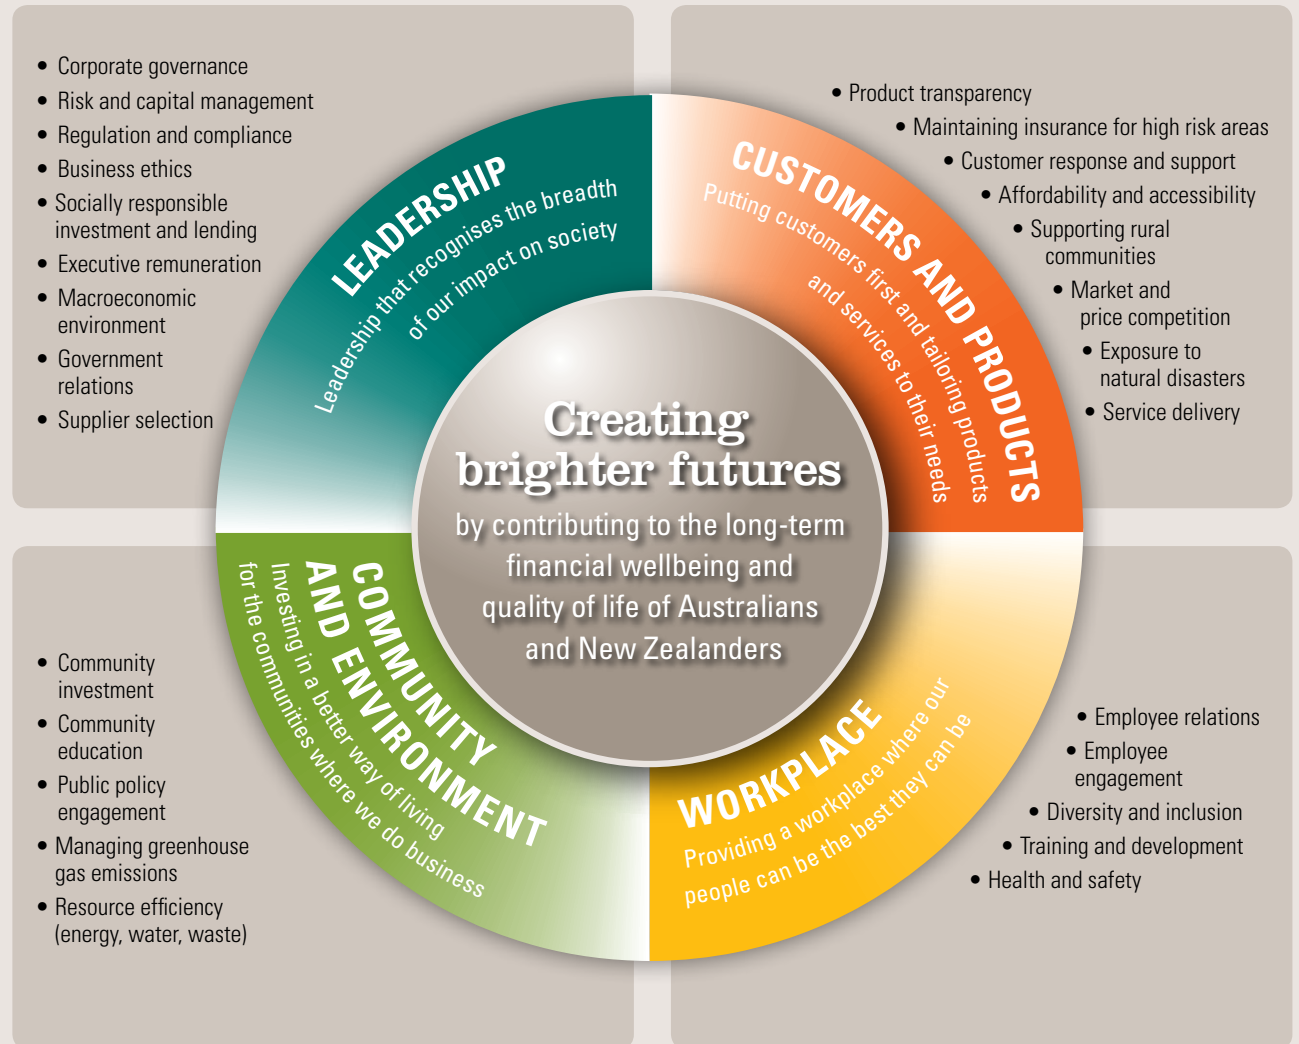 • Corporate governance
• Risk and capital management
• Regulation and compliance
• Business ethics
• Socially responsible
investment and lending
• Executive remuneration
• Macroeconomic
environment
• Government
relations
• Supplier selection
LEADERSHIP
Leadership that recognises the breadth
of our impact on society
• Product transparency
• Maintaining insurance for high risk areas
• Customer response and support
• Affordability and accessibility
• Supporting rural
communities
• Market and
price competition
• Exposure to
natural disasters
• Service delivery
CUSTOMERS AND PRODUCTS
Putting customers first and tailoring products
and services to their needs
Creating
brighter futures
by contributing to the long-term
financial wellbeing and
quality of life of Australians
and New Zealanders
• Community
investment
• Community
education
• Public policy
engagement
• Managing greenhouse
gas emissions
• Resource efficiency
(energy, water, waste)
COMMUNITY
AND ENVIRONMENT
Investing in a better way of living
for the communities where we do business
WORKPLACE
Providing a workplace where our
people can be the best they can be
• Employee relations
• Employee
engagement
• Diversity and inclusion
• Training and development
• Health and safety